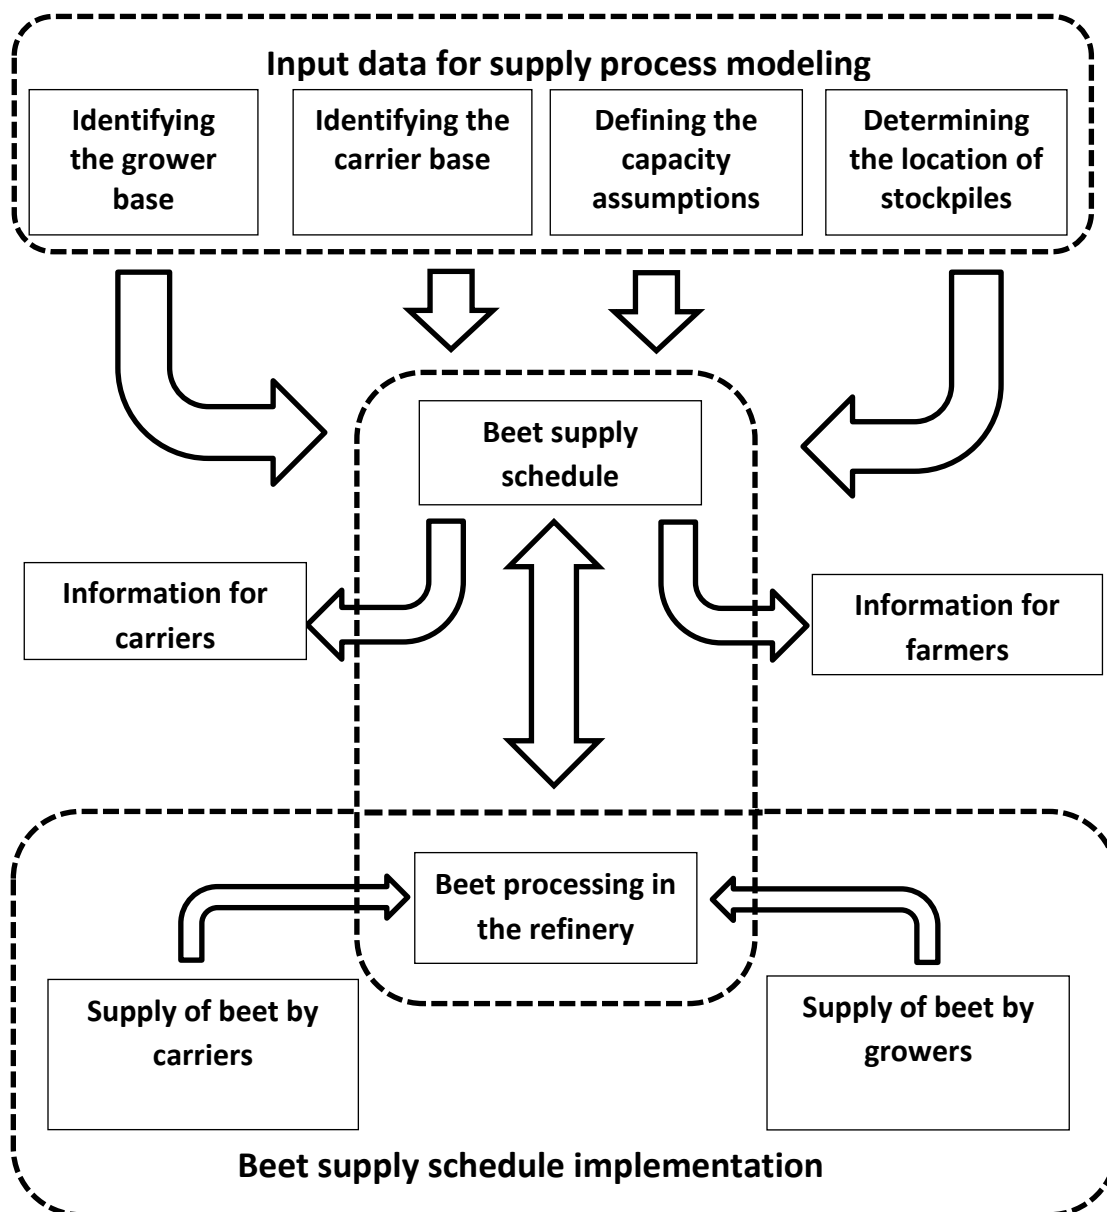 Input data for supply process modeling
Identifying
the grower
base
Identifying the
carrier base
Defining the
capacity
assumptions
Determining
the location of
stockpiles
Beet supply
schedule
Information for
carriers
Information for
farmers
Beet processing in
the refinery
Supply of beet by
carriers
Supply of beet by
growers
Beet supply schedule implementation